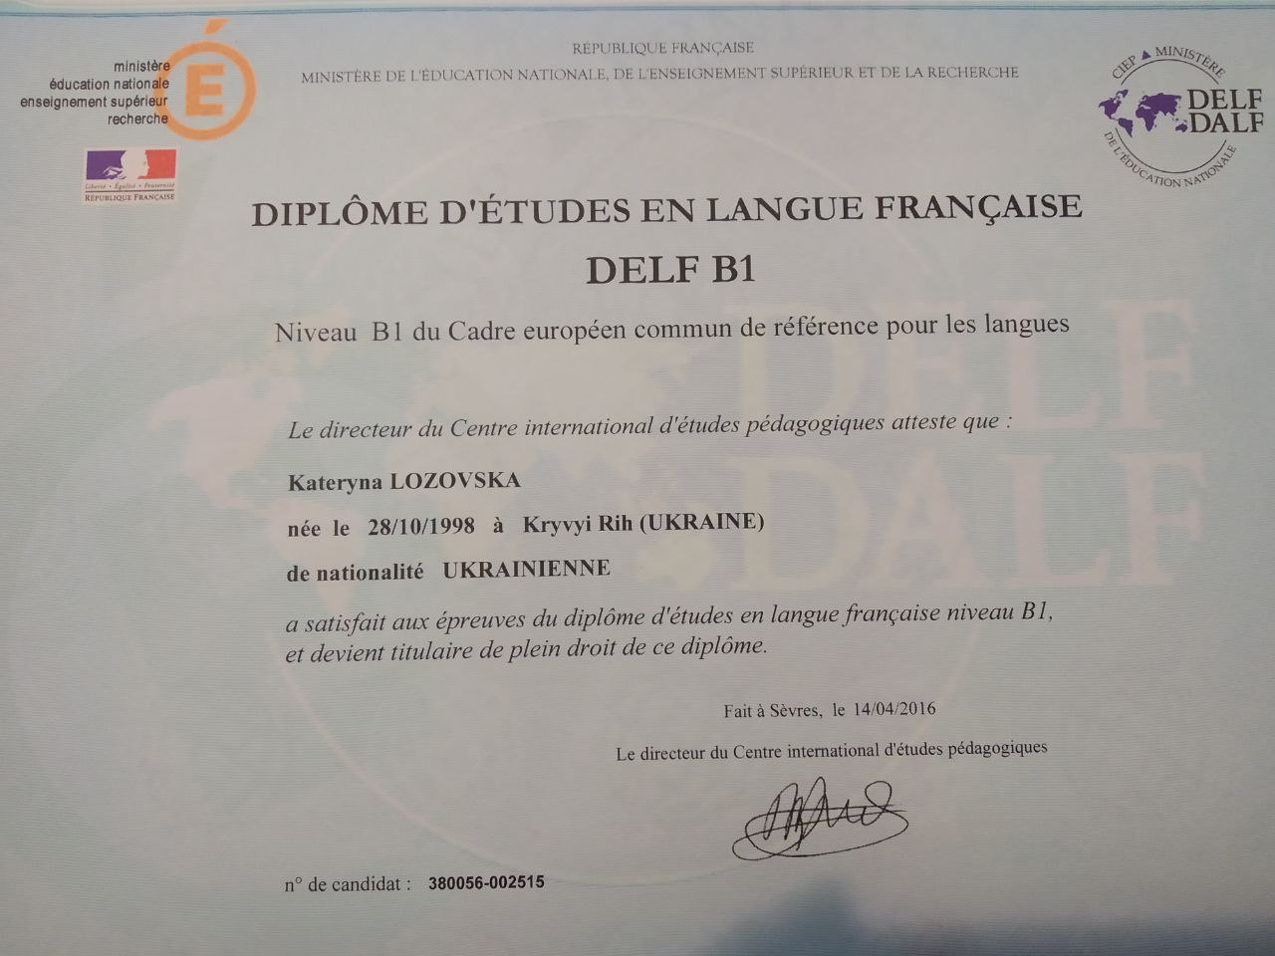 ministère
éducation nationale
enseignement supérieur
recherche
É
Liberté • Égalité • Fraternité
RÉPUBLIQUE FRANÇAISE
RÉPUBLIQUE FRANÇAISE
MINISTÈRE DE L'ÉDUCATION NATIONALE, DE L'ENSEIGNEMENT SUPÉRIEUR ET DE LA RECHERCHE
CIEP MINISTÈRE
DELF
DALF
DE L'ÉDUCATION NATIONALE
DIPLÔME D'ÉTUDES EN LANGUE FRANÇAISE
DELF B1
Niveau B1 du Cadre européen commun de référence pour les langues
DELF
DALF
Le directeur du Centre international d'études pédagogiques atteste que :
Kateryna LOZOVSKA
née le 28/10/1998 à Kryvyi Rih (UKRAINE)
de nationalité UKRAINIENNE
a satisfait aux épreuves du diplôme d'études en langue française niveau B1,
et devient titulaire de plein droit de ce diplôme.
Fait à Sèvres, le 14/04/2016
Le directeur du Centre international d'études pédagogiques
n° de candidat : 380056-002515